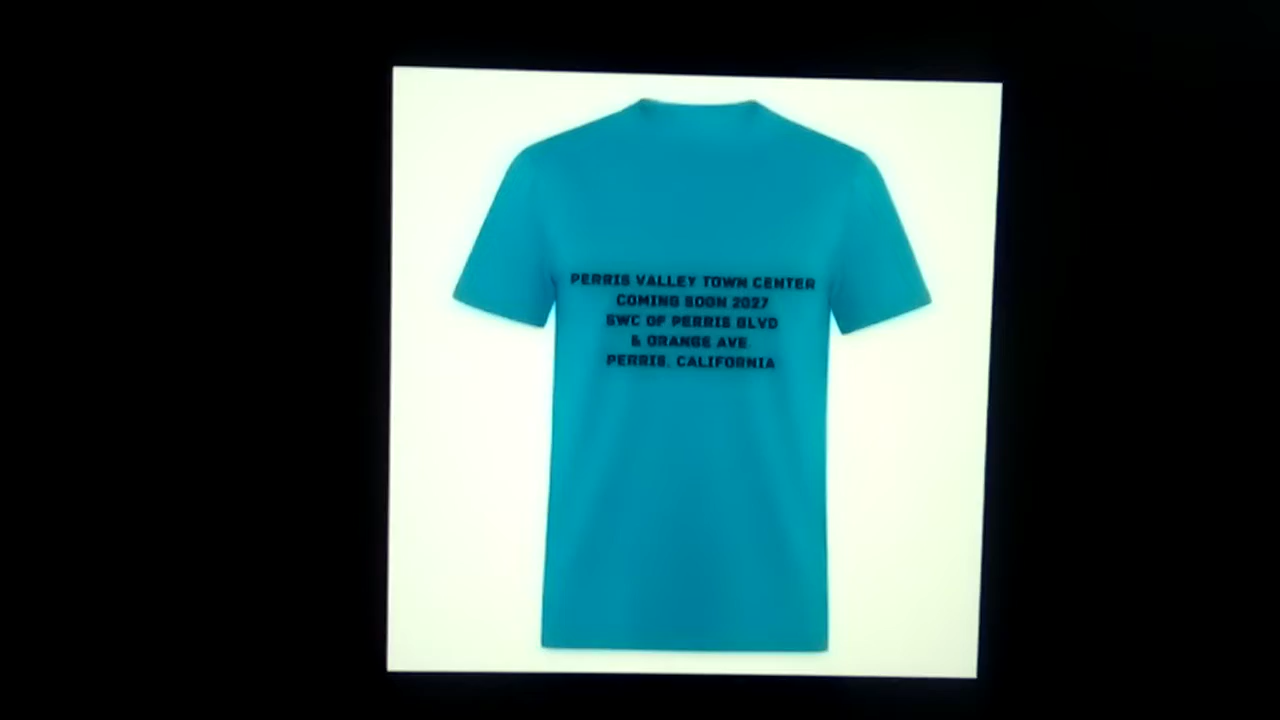 PERRIS VALLEY TOWN CENTER
COMING SOON 2027
SWC OF PERRIS BLVD
& ORANGE AVE
PERRIS, CALIFORNIA